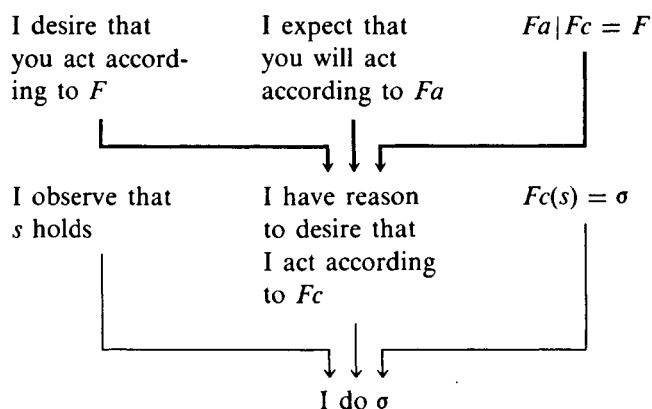 I desire that
you act accord-
ing to F
I expect that
you will act
according to Fa
Fa | Fc = F
I observe that
s holds
I have reason
to desire that
I act according
to Fc
Fc(s) = σ
I do σ